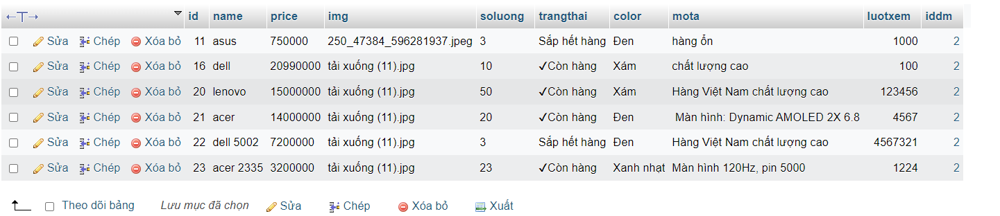 ←T→ id name price img soluong trangthai color mota luotxem iddm
Sửa Chép Xóa bỏ 11 asus 750000 250_47384_596281937.jpeg 3 Sắp hết hàng Đen hàng ổn 1000 2
Sửa Chép Xóa bỏ 16 dell 20990000 tải xuống (11).jpg 10 ✓Còn hàng Xám chất lượng cao 100 2
Sửa Chép Xóa bỏ 20 lenovo 15000000 tải xuống (11).jpg 50 ✓Còn hàng Xám Hàng Việt Nam chất lượng cao 123456 2
Sửa Chép Xóa bỏ 21 acer 14000000 tải xuống (11).jpg 20 ✓Còn hàng Đen Màn hình: Dynamic AMOLED 2X 6.8 4567 2
Sửa Chép Xóa bỏ 22 dell 5002 7200000 tải xuống (11).jpg 3 Sắp hết hàng Đen Hàng Việt Nam chất lượng cao 4567321 2
Sửa Chép Xóa bỏ 23 acer 2335 3200000 tải xuống (11).jpg 23 ✓Còn hàng Xanh nhạt Màn hình 120Hz, pin 5000 1224 2
Theo dõi bảng Lưu mục đã chọn Sửa Chép Xóa bỏ Xuất